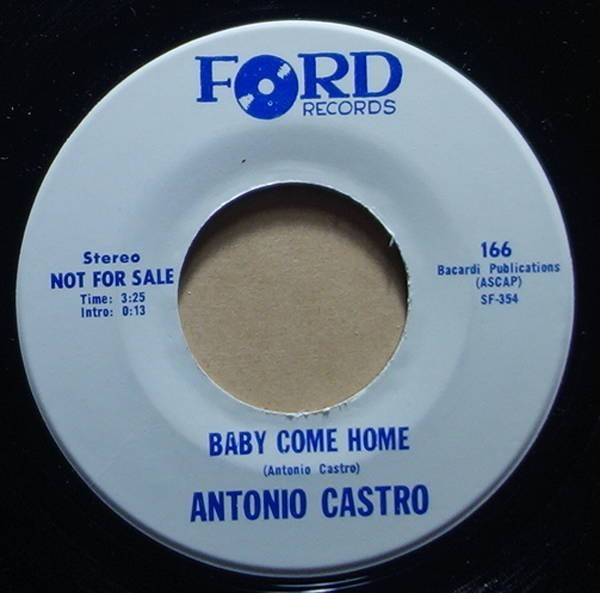 FORD
RECORDS
Stereo
NOT FOR SALE
Time: 3:25
Intro: 0:13
166
Bacardi Publications
(ASCAP)
SF-354
BABY COME HOME
(Antonio Castro)
ANTONIO CASTRO